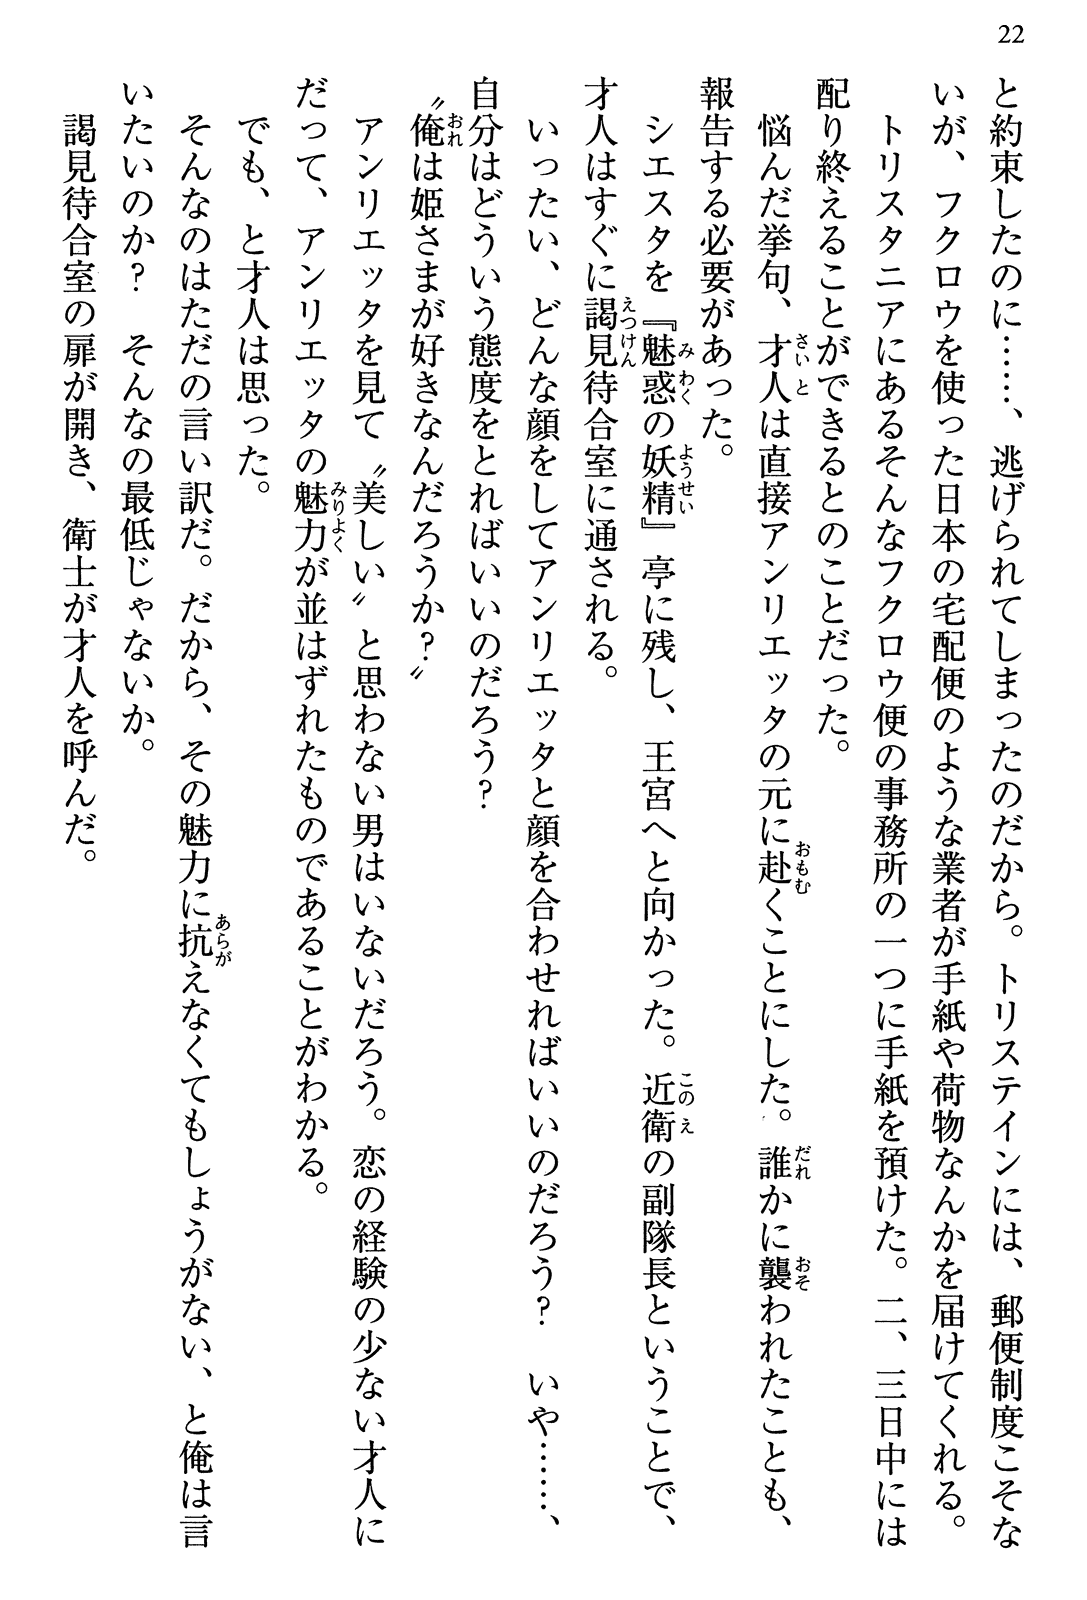 22
と約束したのに……、逃げられてしまったのだから。トリステインには、郵便制度こそな
いが、フクロウを使った日本の宅配便のような業者が手紙や荷物なんかを届けてくれる。
トリスタニアにあるそんなフクロウ便の事務所の一つに手紙を預けた。二、三日中には
配り終えることができるとのことだった。
悩んだ挙句、才人は直接アンリエッタの元に赴くことにした。誰かに襲われたことも、
報告する必要があった。
シエスタを『魅惑の妖精』亭に残し、王宮へと向かった。近衛の副隊長ということで、
才人はすぐに謁見待合室に通される。
いったい、どんな顔をしてアンリエッタと顔を合わせればいいのだろう？　いや……、
自分はどういう態度をとればいいのだろう？
〝俺は姫さまが好きなんだろうか？〟
アンリエッタを見て〝美しい〟と思わない男はいないだろう。恋の経験の少ない才人に
だって、アンリエッタの魅力が並はずれたものであることがわかる。
でも、と才人は思った。
そんなのはただの言い訳だ。だから、その魅力に抗えなくてもしょうがない、と俺は言
いたいのか？　そんなの最低じゃないか。
謁見待合室の扉が開き、衛士が才人を呼んだ。